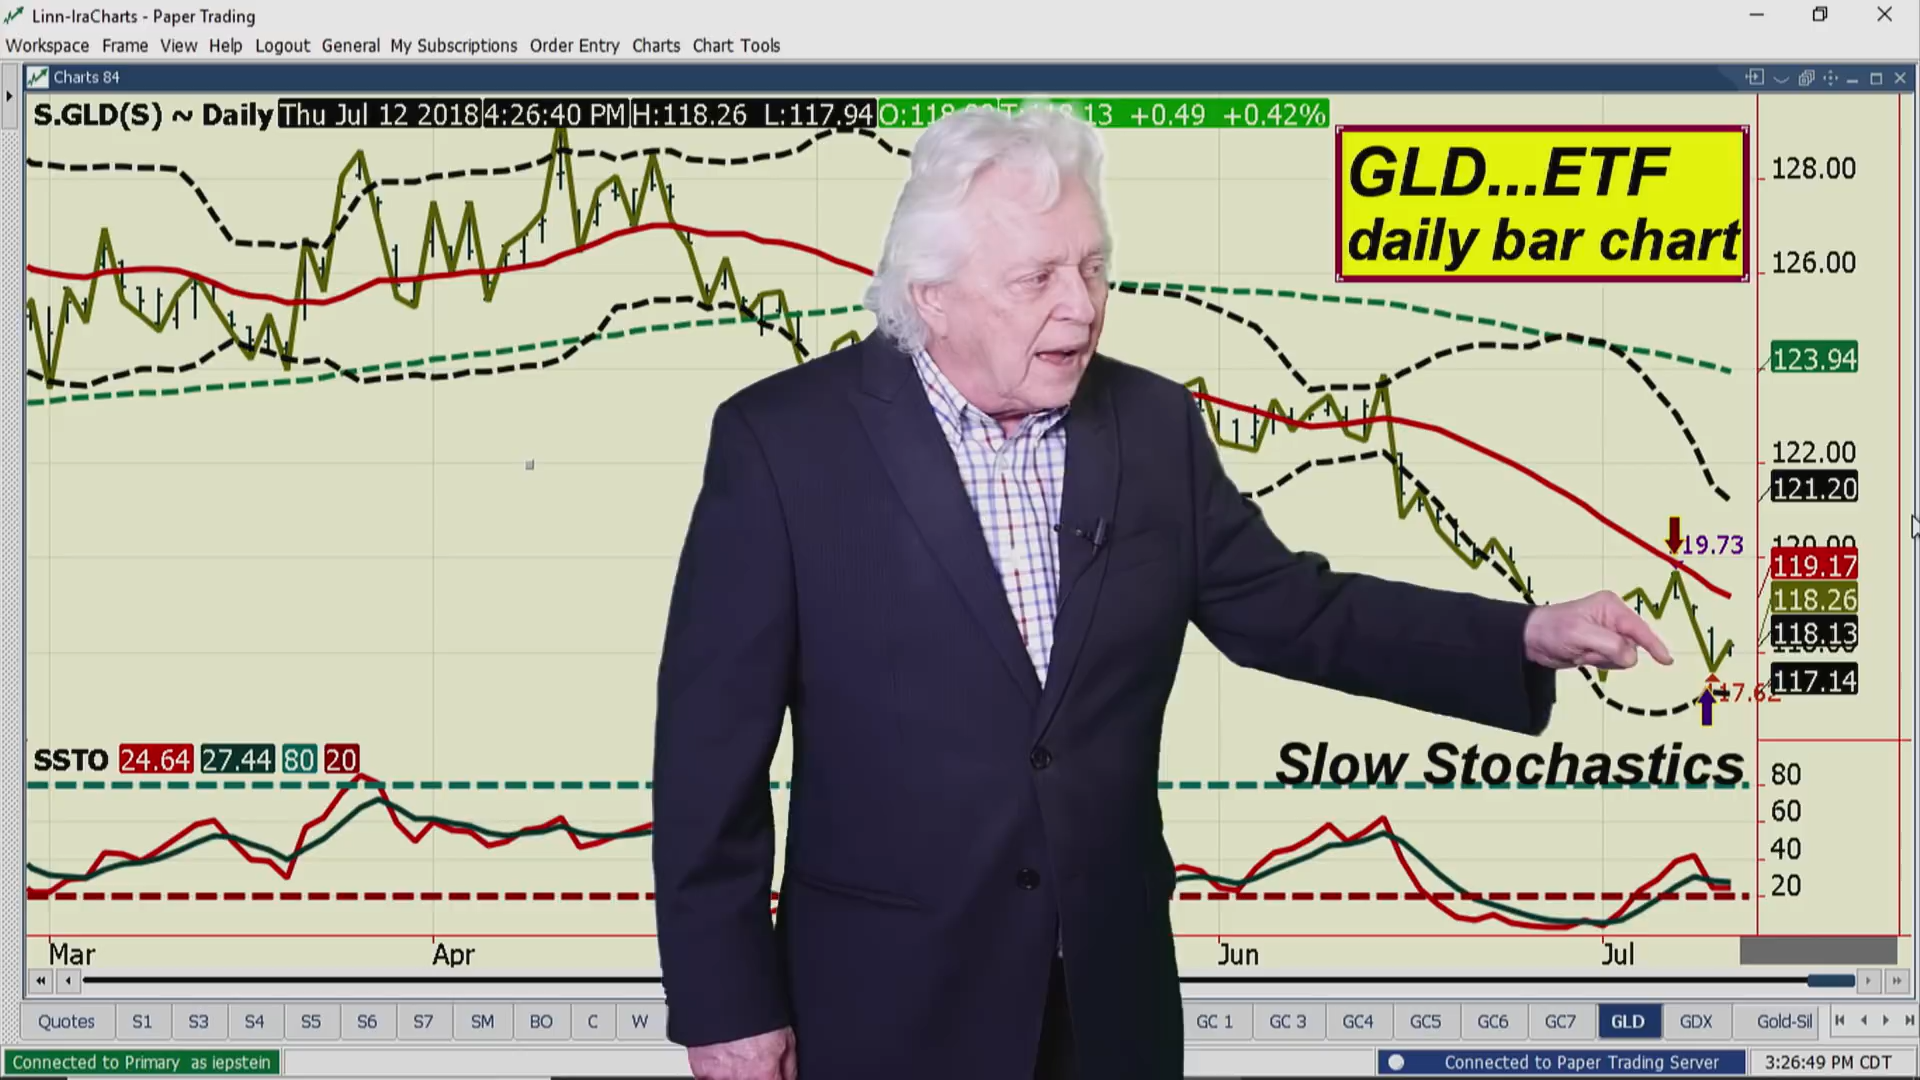 Linn-IraCharts - Paper Trading
Workspace Frame View Help Logout General My Subscriptions Order Entry Charts Chart Tools
Charts 84
S.GLD(S) ~ Daily Thu Jul 12 2018 4:26:40 PM H:118.26 L:117.94 +0.49 +0.42%
GLD...ETF
daily bar chart
128.00
126.00
123.94
122.00
121.20
120.00
119.17
118.26
118.13
118.00
117.14
Slow Stochastics
SSTO 24.64 27.44 80 20
80
60
40
20
Mar Apr Jun Jul
Quotes S1 S3 S4 S5 S6 S7 SM BO C W GC 1 GC 3 GC4 GC5 GC6 GC7 GLD GDX Gold-Sil
Connected to Primary as iepstein Connected to Paper Trading Server 3:26:49 PM CDT